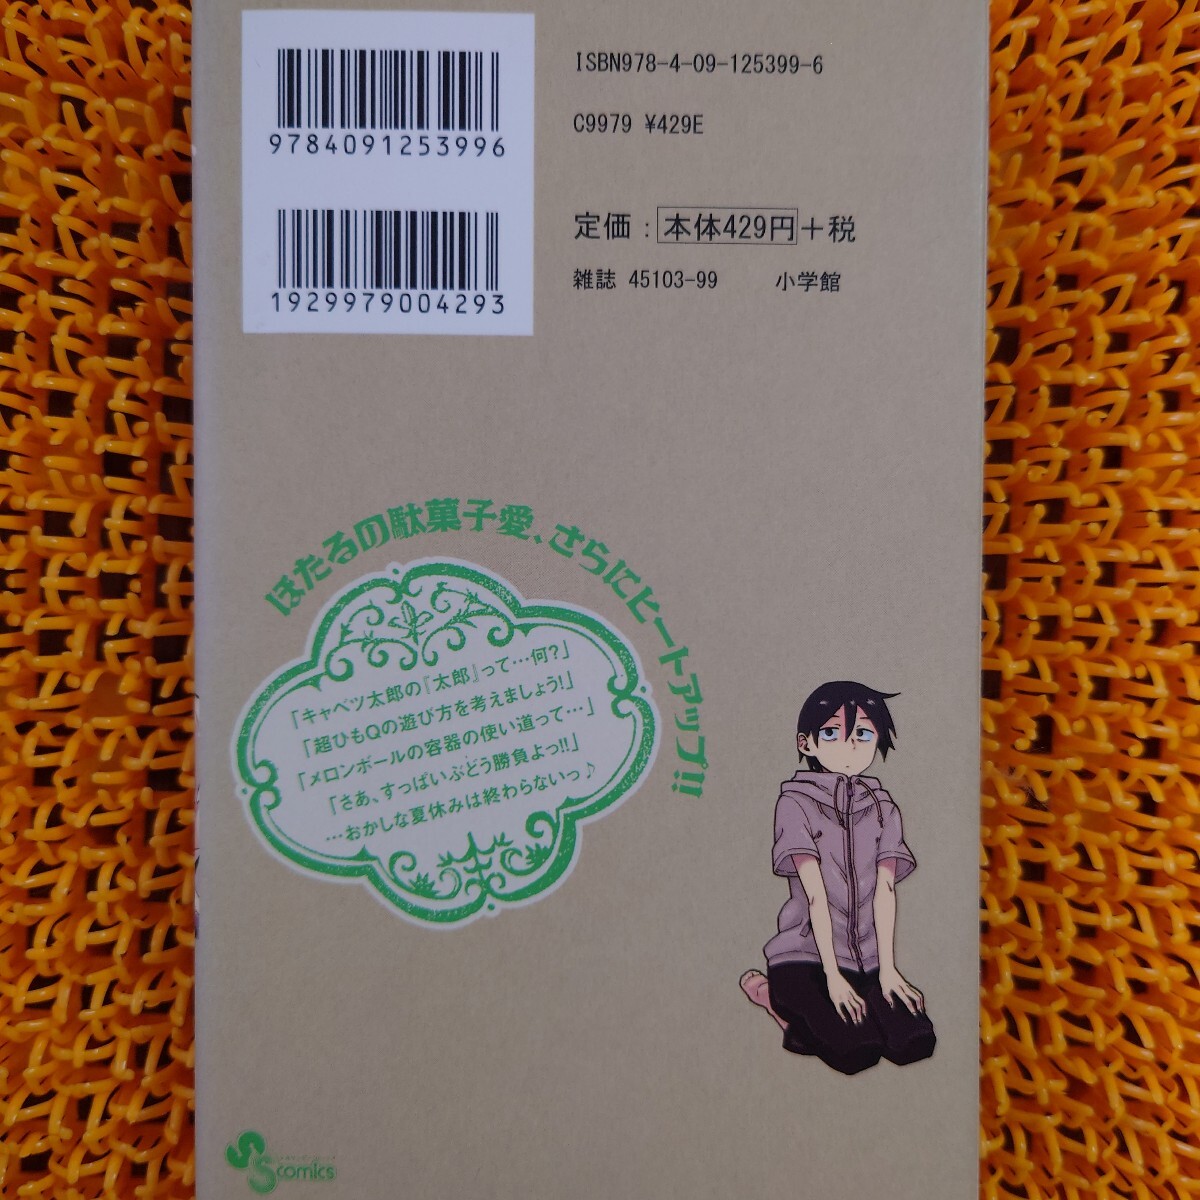 9784091253996
1929979004293
ISBN978-4-09-125399-6
C9979 ¥429E
定価：本体429円+税
雑誌 45103-99 小学館
ほたるの駄菓子愛、さらにヒートアップ!!
「キャベツ太郎の『太郎』って…何?」
「超ひもQの遊び方を考えましょう!」
「メロンボールの容器の使い道って…」
「さあ、すっぱいぶどう勝負よっ!!」
…おかしな夏休みは終わらないっ♪
SS comics